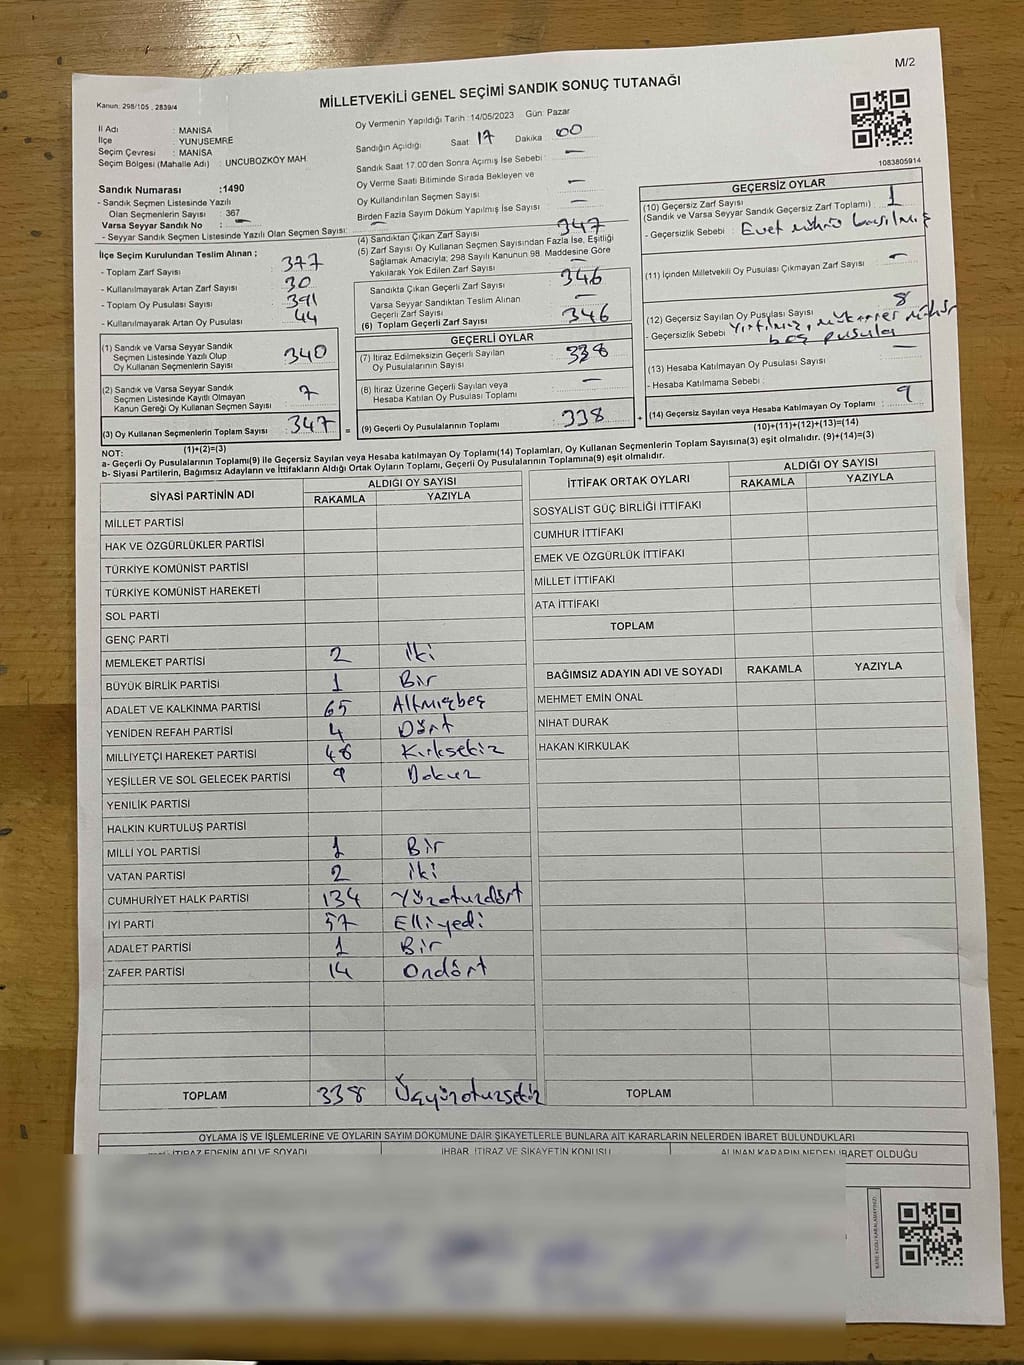 M/2
Kanun: 298/105 , 2839/4
MİLLETVEKİLİ GENEL SEÇİMİ SANDIK SONUÇ TUTANAĞI
İl Adı : MANİSA
İlçe : YUNUSEMRE
Seçim Çevresi : MANİSA
Seçim Bölgesi (Mahalle Adı) : UNCUBOZKÖY MAH
Sandık Numarası :1490
- Sandık Seçmen Listesinde Yazılı
Olan Seçmenlerin Sayısı : 367
Varsa Seyyar Sandık No : —
- Seyyar Sandık Seçmen Listesinde Yazılı Olan Seçmen Sayısı: —
İlçe Seçim Kurulundan Teslim Alınan ;
- Toplam Zarf Sayısı : 377
- Kullanılmayarak Artan Zarf Sayısı : 30
- Toplam Oy Pusulası Sayısı : 391
- Kullanılmayarak Artan Oy Pusulası : 44
(1) Sandık ve Varsa Seyyar Sandık
Seçmen Listesinde Yazılı Olup
Oy Kullanan Seçmenlerin Sayısı : 340
(2) Sandık ve Varsa Seyyar Sandık
Seçmen Listesinde Kayıtlı Olmayan
Kanun Gereği Oy Kullanan Seçmen Sayısı : 7
(3) Oy Kullanan Seçmenlerin Toplam Sayısı : 347
(1)+(2)=(3)
Oy Vermenin Yapıldığı Tarih :14/05/2023 Gün: Pazar
Sandığın Açıldığı Saat 17 Dakika 00
Sandık Saat 17.00'den Sonra Açımış İse Sebebi : —
Oy Verme Saati Bitiminde Sırada Bekleyen ve
Oy Kullandırılan Seçmen Sayısı : —
Birden Fazla Sayım Döküm Yapılmış İse Sayısı : —
(4) Sandıktan Çıkan Zarf Sayısı : 347
(5) Zarf Sayısı Oy Kullanan Seçmen Sayısından Fazla İse, Eşitliği
Sağlamak Amacıyla; 298 Sayılı Kanunun 98. Maddesine Göre
Yakılarak Yok Edilen Zarf Sayısı : —
Sandıkta Çıkan Geçerli Zarf Sayısı : 346
Varsa Seyyar Sandıktan Teslim Alınan
Geçerli Zarf Sayısı : —
(6) Toplam Geçerli Zarf Sayısı : 346
GEÇERLİ OYLAR
(7) İtiraz Edilmeksizin Geçerli Sayılan
Oy Pusulalarının Sayısı : 338
(8) İtiraz Üzerine Geçerli Sayılan veya
Hesaba Katılan Oy Pusulası Toplamı : —
= (9) Geçerli Oy Pusulalarının Toplamı : 338 +
1083805914
GEÇERSİZ OYLAR
(10) Geçersiz Zarf Sayısı : 1
(Sandık ve Varsa Seyyar Sandık Geçersiz Zarf Toplamı)
- Geçersizlik Sebebi : Evet mührü basılmış
(11) İçinden Milletvekili Oy Pusulası Çıkmayan Zarf Sayısı : —
(12) Geçersiz Sayılan Oy Pusulası Sayısı : 8
- Geçersizlik Sebebi : Yırtılmış, mükerrer mühür
boş pusula
(13) Hesaba Katılmayan Oy Pusulası Sayısı : —
- Hesaba Katılmama Sebebi :
(14) Geçersiz Sayılan veya Hesaba Katılmayan Oy Toplamı : 9
(10)+(11)+(12)+(13)=(14)
NOT:
a- Geçerli Oy Pusulalarının Toplamı(9) ile Geçersiz Sayılan veya Hesaba katılmayan Oy Toplamı(14) Toplamları, Oy Kullanan Seçmenlerin Toplam Sayısına(3) eşit olmalıdır. (9)+(14)=(3)
b- Siyasi Partilerin, Bağımsız Adayların ve İttifakların Aldığı Ortak Oyların Toplamı, Geçerli Oy Pusulalarının Toplamına(9) eşit olmalıdır.
SİYASİ PARTİNİN ADI ALDIĞI OY SAYISI
RAKAMLA YAZIYLA
MİLLET PARTİSİ
HAK VE ÖZGÜRLÜKLER PARTİSİ
TÜRKİYE KOMÜNİST PARTİSİ
TÜRKİYE KOMÜNİST HAREKETİ
SOL PARTİ
GENÇ PARTİ
MEMLEKET PARTİSİ 2 iki
BÜYÜK BİRLİK PARTİSİ 1 Bir
ADALET VE KALKINMA PARTİSİ 65 Altmışbeş
YENİDEN REFAH PARTİSİ 4 Dört
MİLLİYETÇİ HAREKET PARTİSİ 48 Kırksekiz
YEŞİLLER VE SOL GELECEK PARTİSİ 9 Dokuz
YENİLİK PARTİSİ
HALKIN KURTULUŞ PARTİSİ
MİLLİ YOL PARTİSİ 1 Bir
VATAN PARTİSİ 2 iki
CUMHURİYET HALK PARTİSİ 134 Yüzotuzdört
İYİ PARTİ 57 Elliyedi
ADALET PARTİSİ 1 Bir
ZAFER PARTİSİ 14 Ondört
TOPLAM 338 Üçyüzotuzsekiz
İTTİFAK ORTAK OYLARI ALDIĞI OY SAYISI
RAKAMLA YAZIYLA
SOSYALİST GÜÇ BİRLİĞİ İTTİFAKI
CUMHUR İTTİFAKI
EMEK VE ÖZGÜRLÜK İTTİFAKI
MİLLET İTTİFAKI
ATA İTTİFAKI
TOPLAM
BAĞIMSIZ ADAYIN ADI VE SOYADI RAKAMLA YAZIYLA
MEHMET EMİN ÖNAL
NİHAT DURAK
HAKAN KIRKULAK
TOPLAM
OYLAMA İŞ VE İŞLEMLERİNE VE OYLARIN SAYIM DÖKÜMÜNE DAİR ŞİKAYETLERLE BUNLARA AİT KARARLARIN NELERDEN İBARET BULUNDUKLARI
İTİRAZ EDENİN ADI VE SOYADI İHBAR, İTİRAZ VE ŞİKAYETİN KONUSU ALINAN KARARIN NEDEN İBARET OLDUĞU